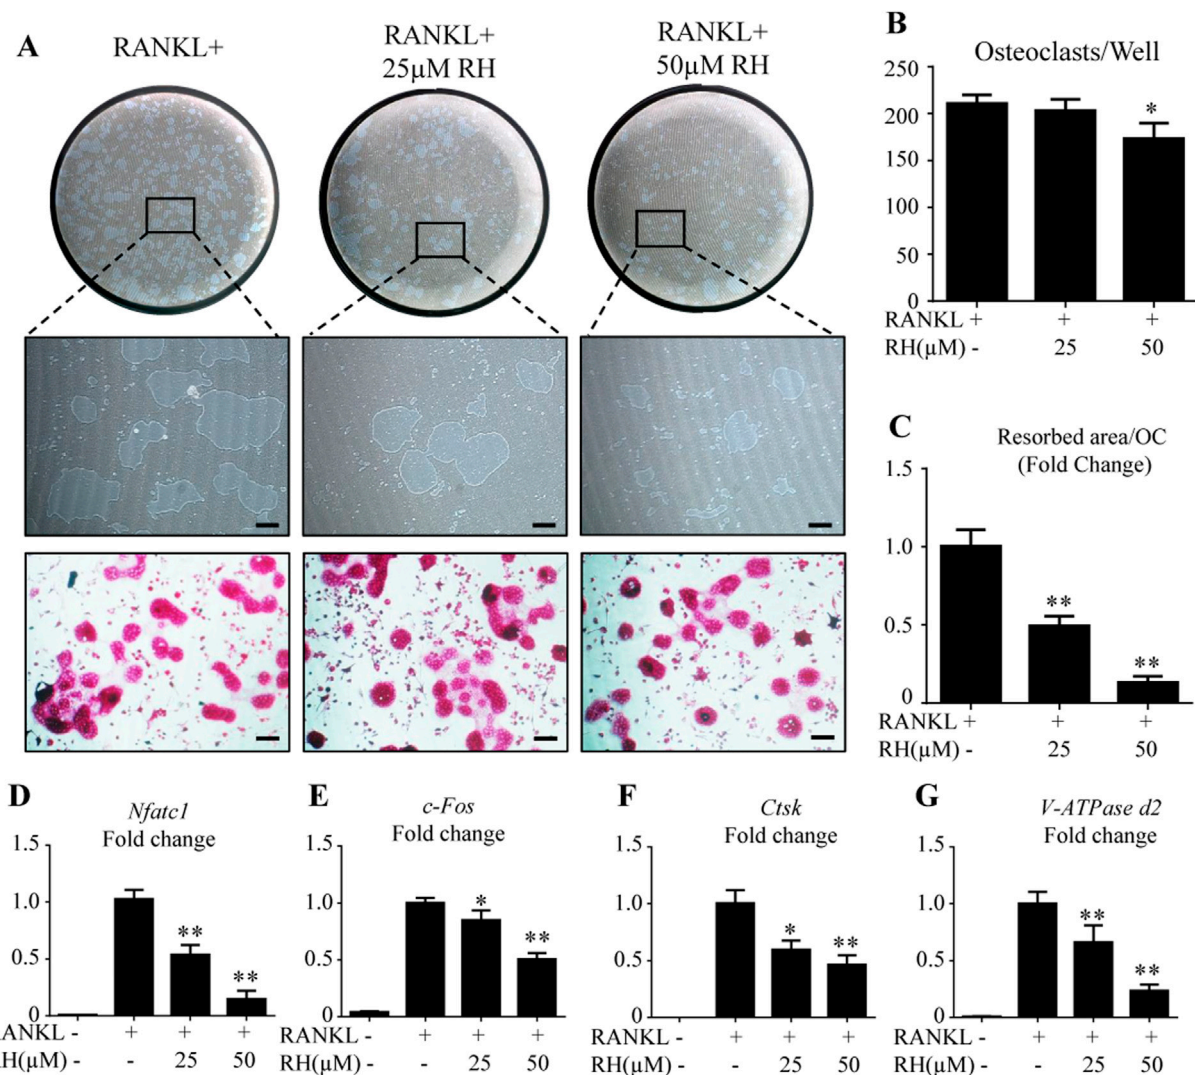 A
RANKL+
RANKL+
25µM RH
RANKL+
50µM RH
B
Osteoclasts/Well
250
200
150
100
50
0
*
RANKL + + +
RH(µM) - 25 50
C
Resorbed area/OC
(Fold Change)
1.5
1.0
0.5
0
**
**
RANKL + + +
RH(µM) - 25 50
D
Nfatc1
Fold change
1.5
1.0
0.5
0
**
**
ANKL - + + +
H(µM) - - 25 50
E
c-Fos
Fold change
1.5
1.0
0.5
0
*
**
RANKL - + + +
RH(µM) - - 25 50
F
Ctsk
Fold change
1.5
1.0
0.5
0
*
**
RANKL - + + +
RH(µM) - - 25 50
G
V-ATPase d2
Fold change
1.5
1.0
0.5
0
**
**
RANKL - + + +
RH(µM) - - 25 50